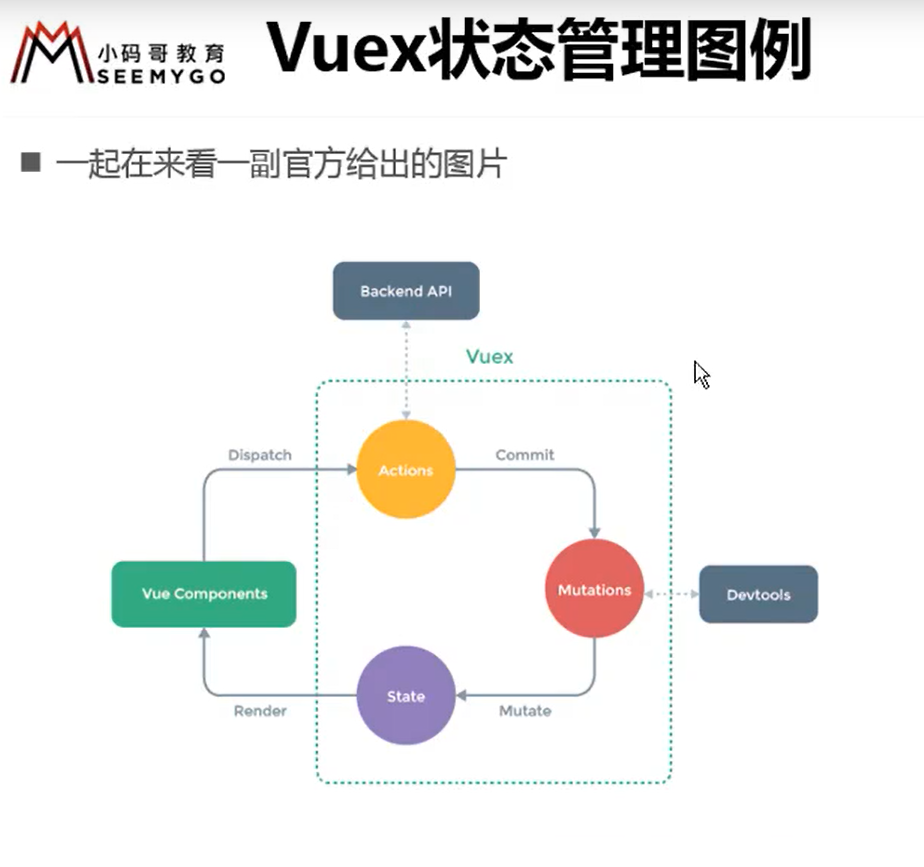 小码哥教育
SEEMYGO
Vuex状态管理图例
一起在来看一副官方给出的图片
Backend API
Vuex
Dispatch
Actions
Commit
Vue Components
Mutations
Devtools
State
Render
Mutate